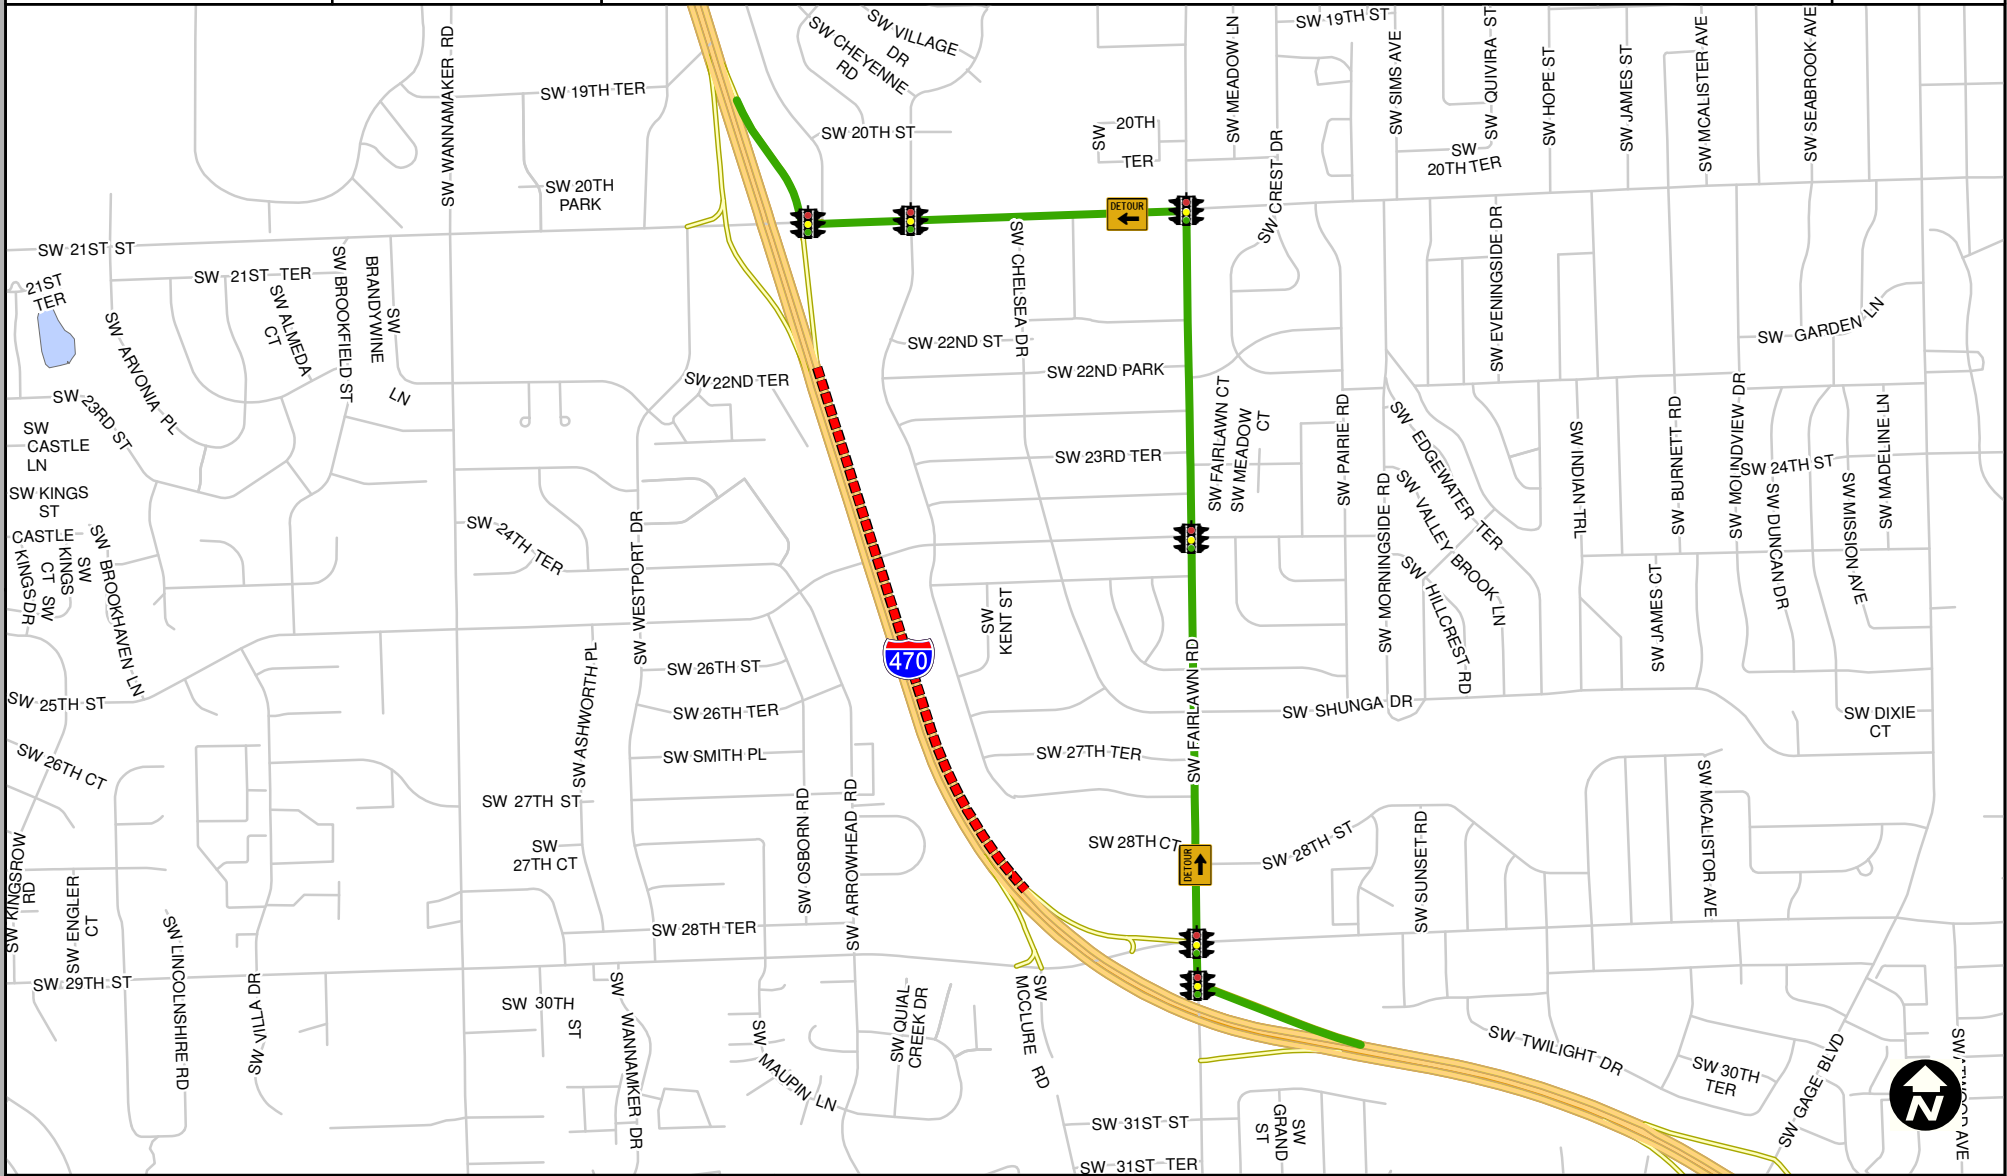 SW WANNAMAKER RD
SW 19TH TER
SW VILLAGE
DR
SW CHEYENNE
RD
SW 20TH ST
SW 20TH
PARK
SW 20TH
TER
SW MEADOW LN
SW CREST DR
SW 19TH ST
SW SIMS AVE
SW QUIVIRA ST
SW
20TH TER
SW HOPE ST
SW JAMES ST
SW MCALISTER AVE
SW SEABROOK AVE
SW 21ST ST
SW 21ST TER
21ST
TER
SW ARVONIA PL
SW ALMEDA
CT
SW BROOKFIELD ST
SW
BRANDYWINE
LN
DETOUR
SW CHELSEA DR
SW 22ND ST
SW 22ND TER
SW 22ND PARK
SW EVENINGSIDE DR
SW GARDEN LN
SW 23RD ST
SW
CASTLE
LN
SW KINGS
ST
CASTLE
KINGS DR
SW
KINGS
CT
SW
SW BROOKHAVEN LN
SW 24TH TER
SW WESTPORT DR
SW 23RD TER
SW FAIRLAWN CT
SW MEADOW
CT
SW PAIRIE RD
SW EDGEWATER TER
SW VALLEY BROOK LN
SW MORNINGSIDE RD
SW HILLCREST RD
SW INDIAN TRL
SW BURNETT RD
SW MOUNDVIEW DR
SW 24TH ST
SW DUNCAN DR
SW MISSION AVE
SW MADELINE LN
SW JAMES CT
470
SW
KENT ST
SW FAIRLAWN RD
SW SHUNGA DR
SW DIXIE
CT
SW 25TH ST
SW 26TH CT
SW ASHWORTH PL
SW 26TH ST
SW 26TH TER
SW SMITH PL
SW 27TH TER
SW 27TH ST
SW
27TH CT
SW OSBORN RD
SW ARROWHEAD RD
SW 28TH CT
DETOUR
SW 28TH ST
SW SUNSET RD
SW MCALISTOR AVE
SW KINGSROW
RD
SW ENGLER
CT
SW 29TH ST
SW LINCOLNSHIRE RD
SW VILLA DR
SW 28TH TER
SW 30TH
ST
SW WANNAMKER DR
SW MAUPIN LN
SW QUIAL
CREEK DR
SW
MCCLURE RD
SW 31ST ST
SW 31ST TER
SW
GRAND
ST
SW TWILIGHT DR
SW 30TH
TER
SW GAGE BLVD
N